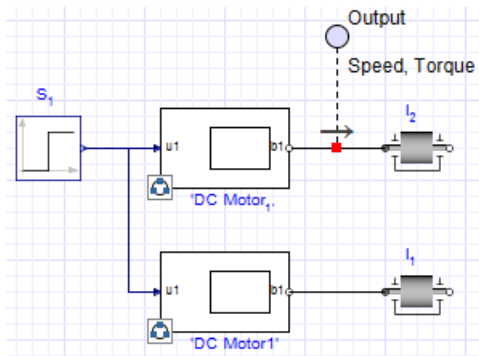 Output
Speed, Torque
S1
I2
u1
b1
'DC Motor1'
I1
u1
b1
'DC Motor1'